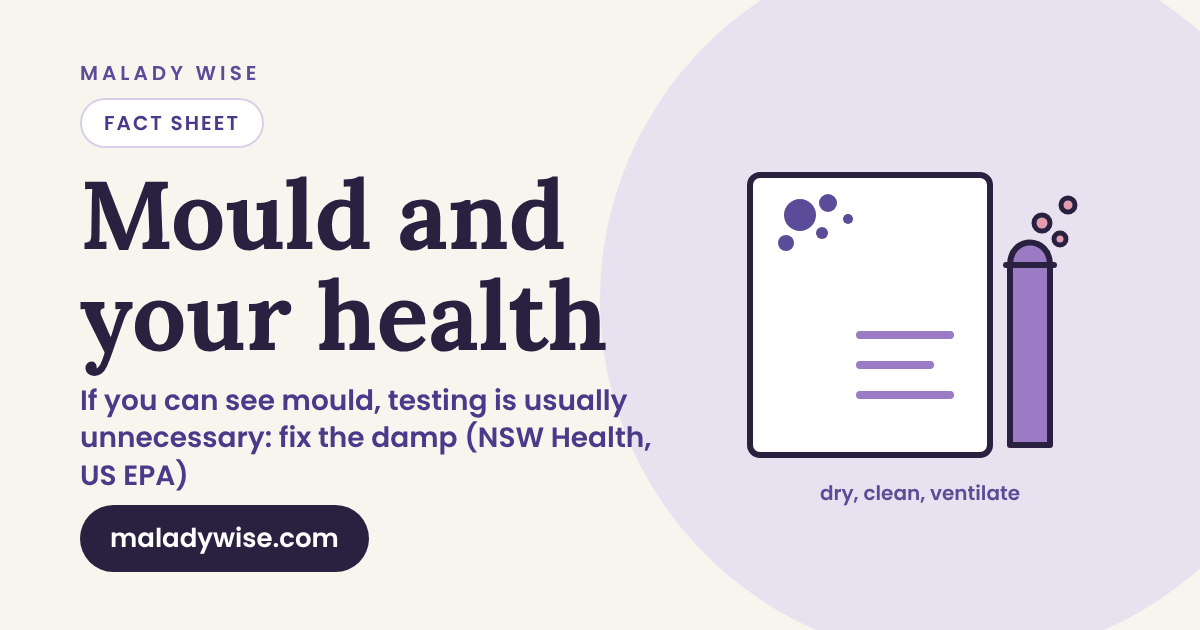 MALADY WISE
FACT SHEET
Mould and
your health
If you can see mould, testing is usually
unnecessary: fix the damp (NSW Health,
US EPA)
maladywise.com
dry, clean, ventilate